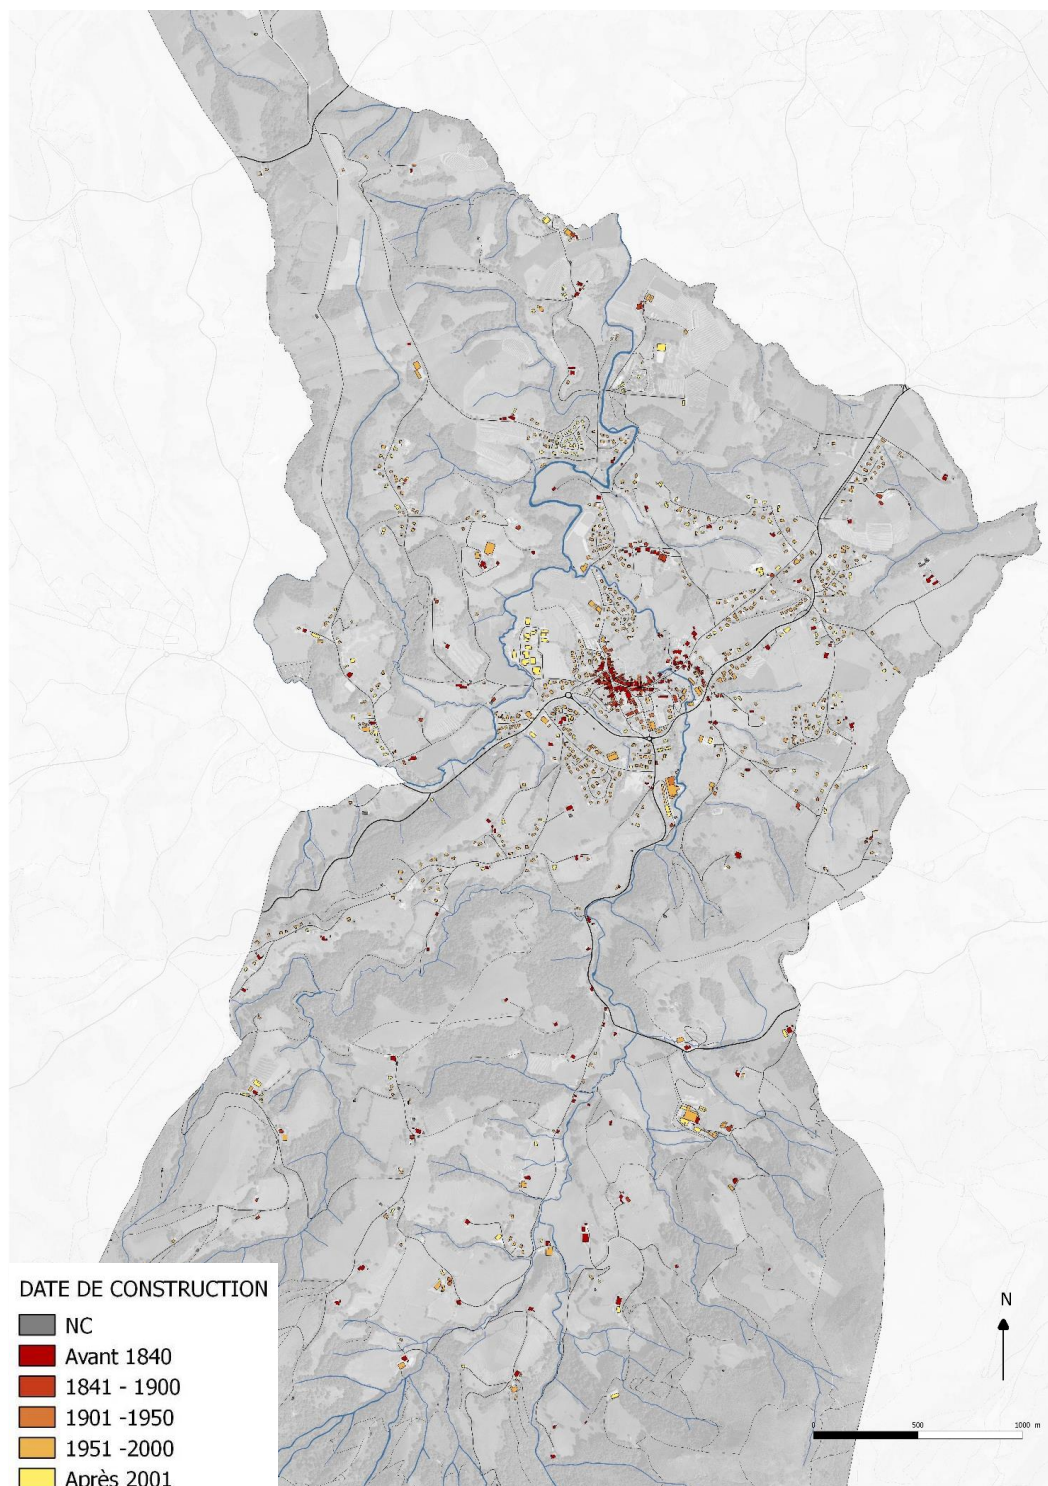 DATE DE CONSTRUCTION
NC
Avant 1840
1841 - 1900
1901 -1950
1951 -2000
Après 2001
N
0 500 1000 m